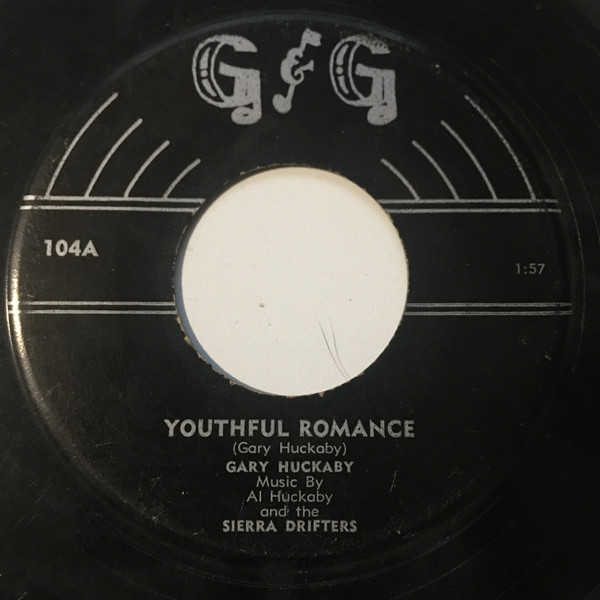 G & G
104A
1:57
YOUTHFUL ROMANCE
(Gary Huckaby)
GARY HUCKABY
Music By
Al Huckaby
and the
SIERRA DRIFTERS